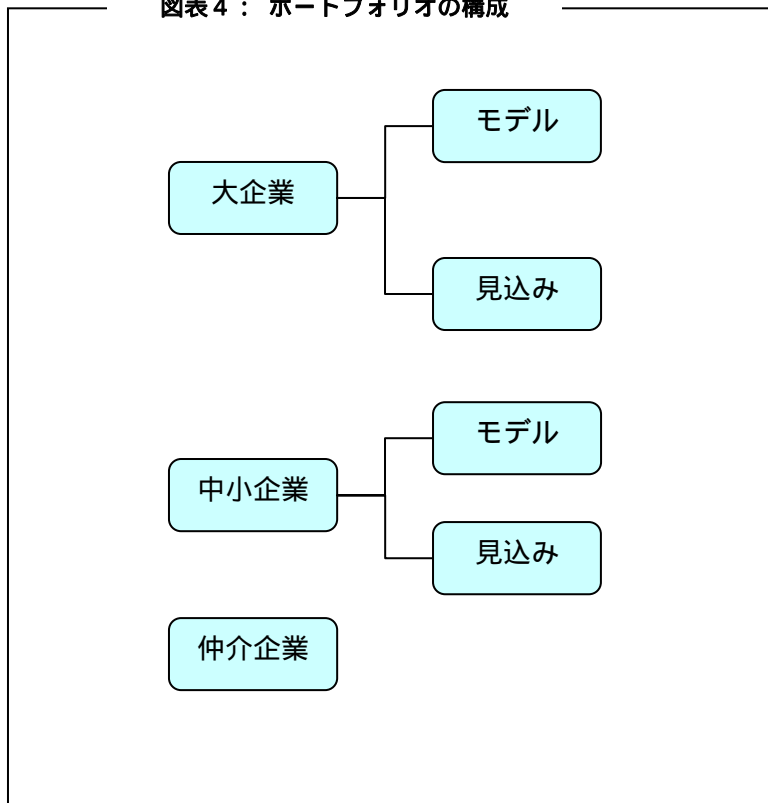 図表４： ポートフォリオの構成
モデル
大企業
見込み
モデル
中小企業
見込み
仲介企業